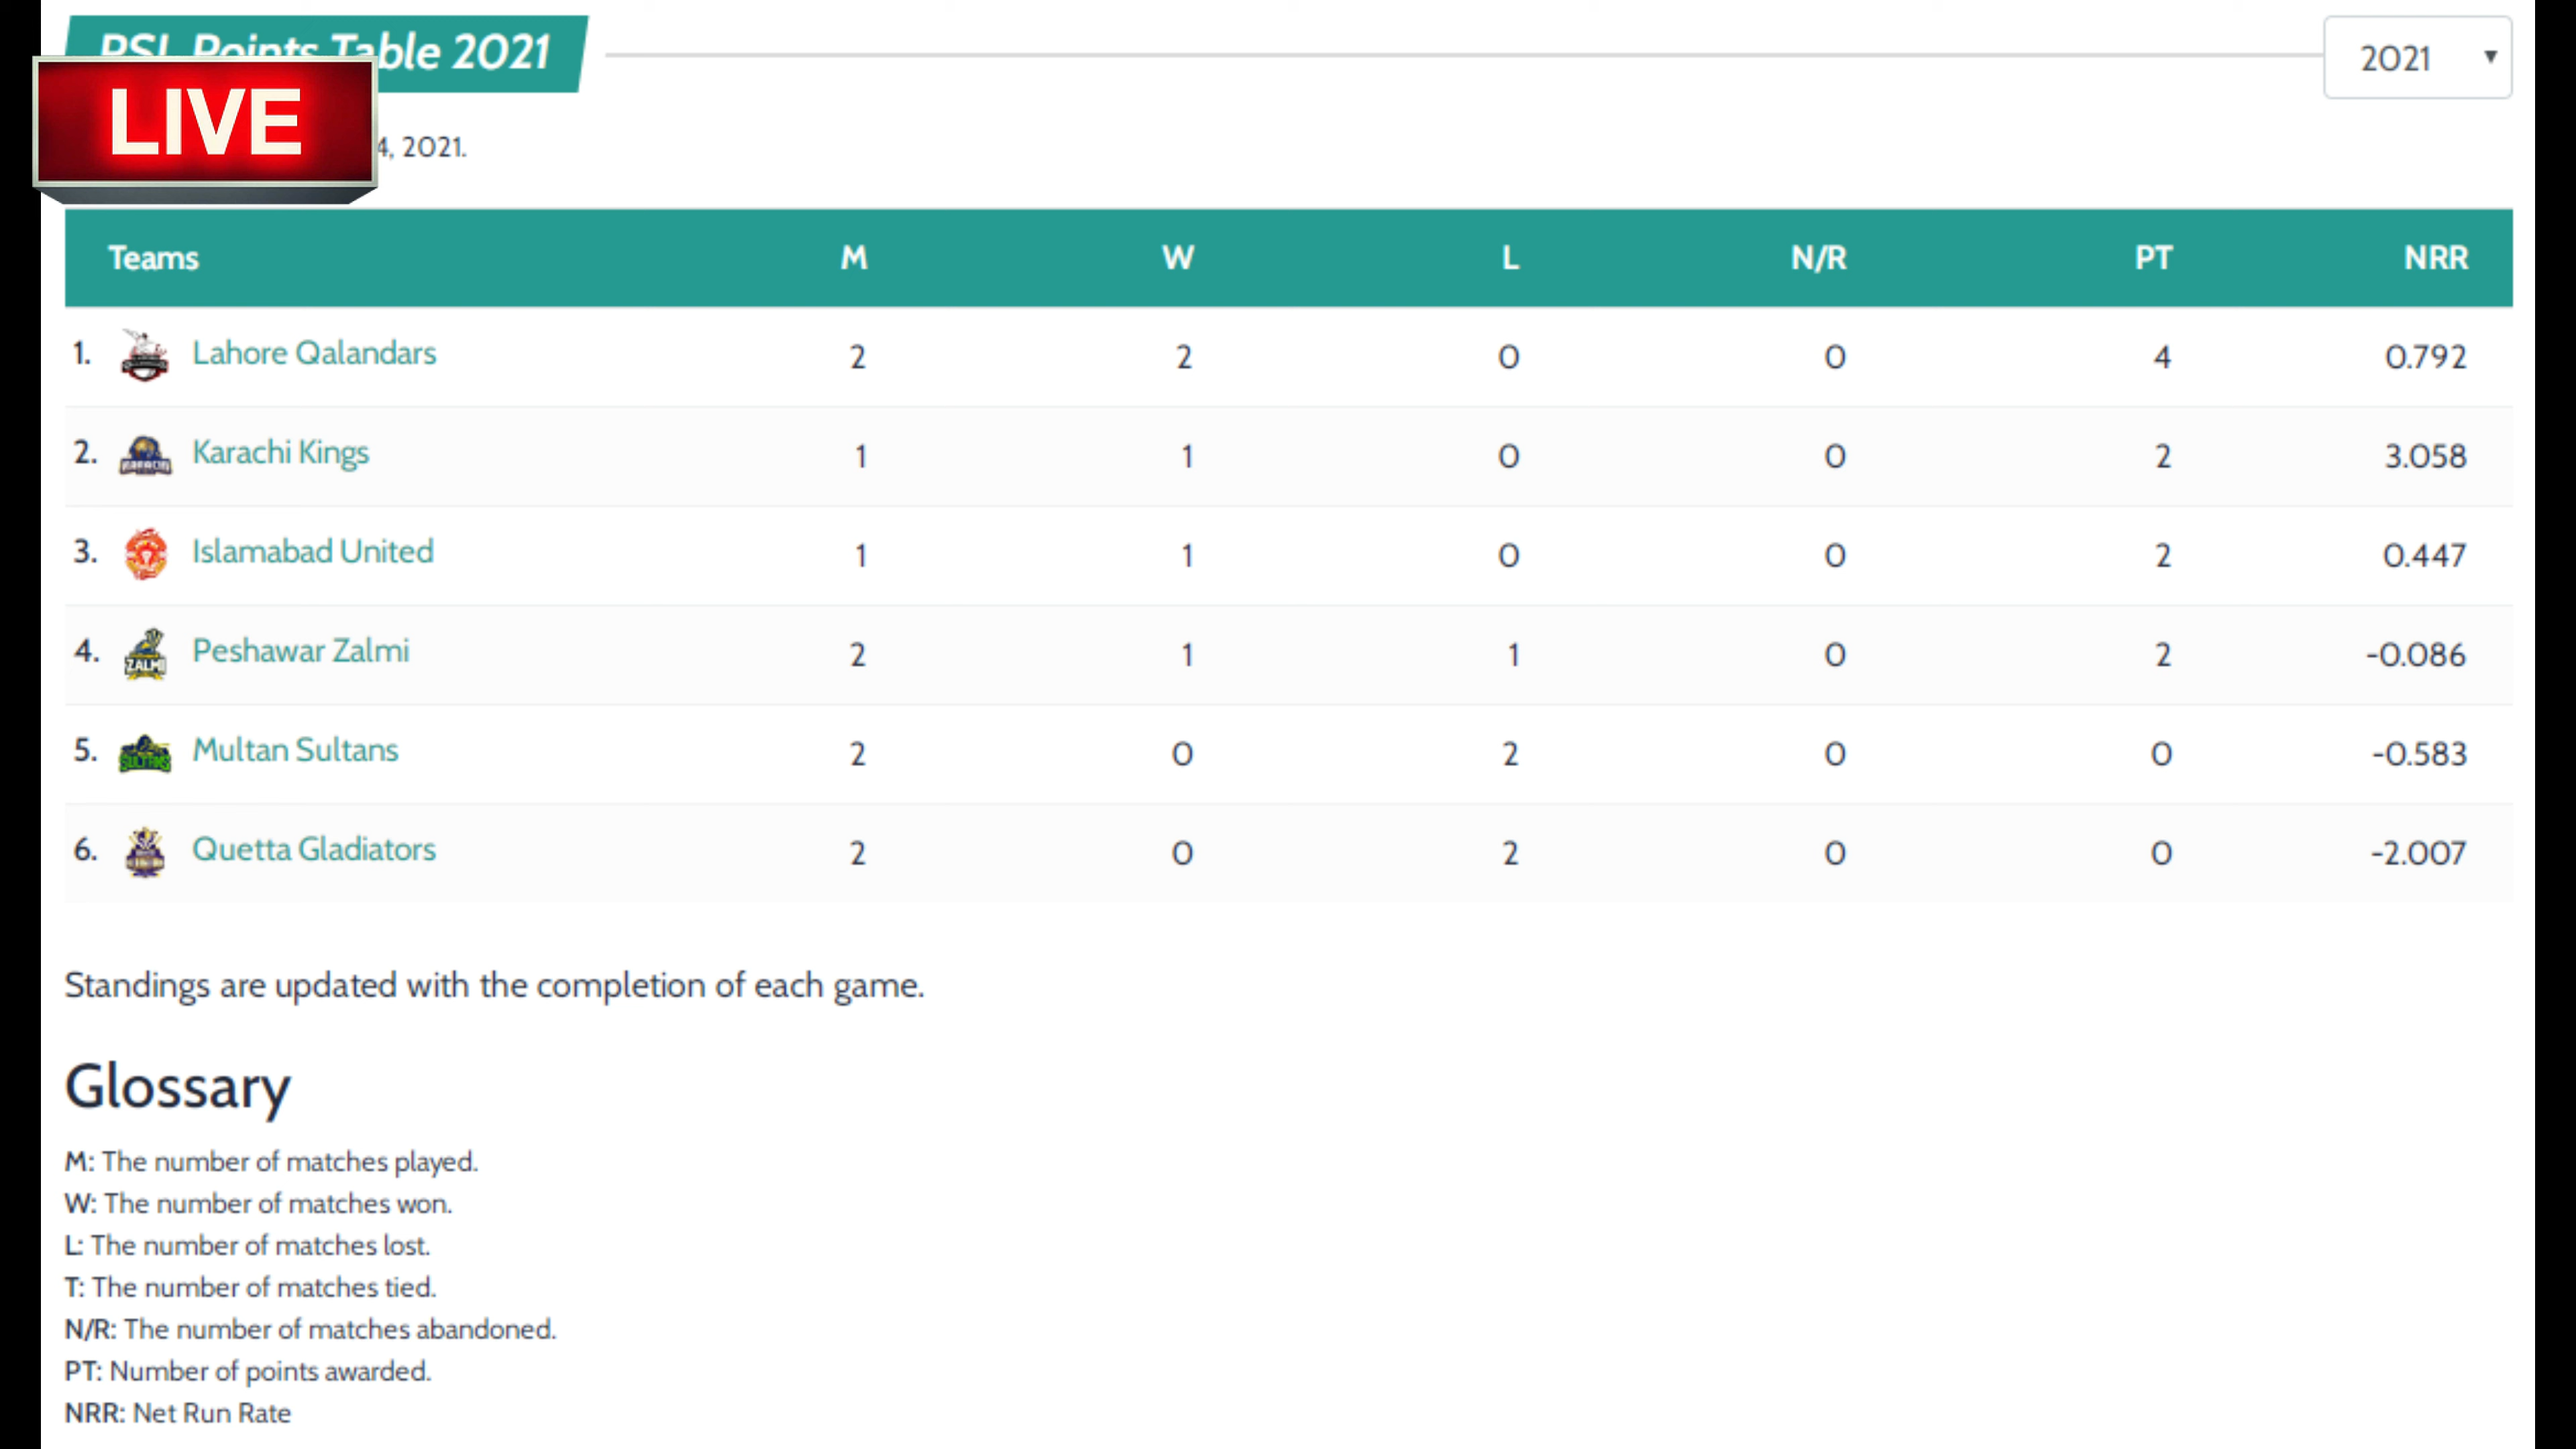 PSL Points Table 2021
2021
LIVE
4, 2021.
Teams M W L N/R PT NRR
1. Lahore Qalandars 2 2 0 0 4 0.792
2. Karachi Kings 1 1 0 0 2 3.058
3. Islamabad United 1 1 0 0 2 0.447
4. ZALMI Peshawar Zalmi 2 1 1 0 2 -0.086
5. SULTANS Multan Sultans 2 0 2 0 0 -0.583
6. Quetta Gladiators 2 0 2 0 0 -2.007
Standings are updated with the completion of each game.
Glossary
M: The number of matches played.
W: The number of matches won.
L: The number of matches lost.
T: The number of matches tied.
N/R: The number of matches abandoned.
PT: Number of points awarded.
NRR: Net Run Rate